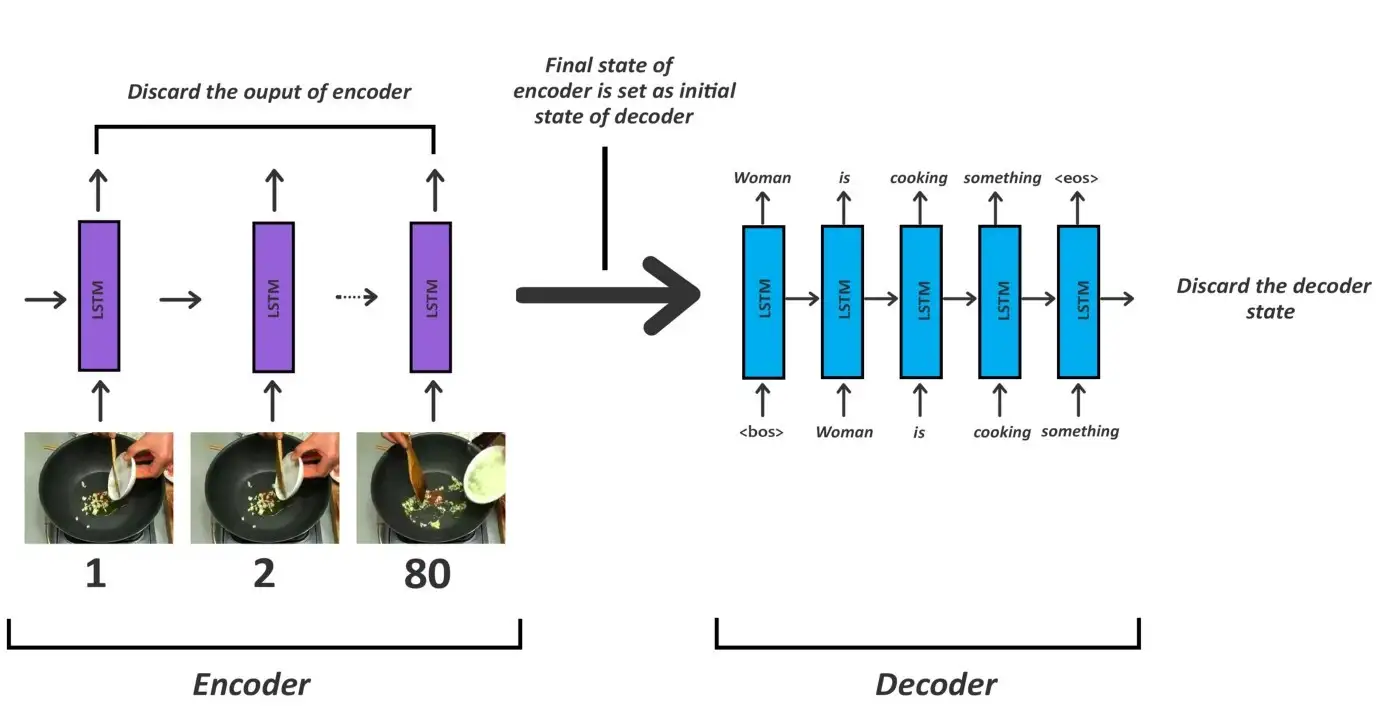 Discard the ouput of encoder
Final state of
encoder is set as initial
state of decoder
Woman is cooking something <eos>
LSTM LSTM LSTM
LSTM LSTM LSTM LSTM LSTM
Discard the decoder
state
<bos> Woman is cooking something
1 2 80
Encoder
Decoder